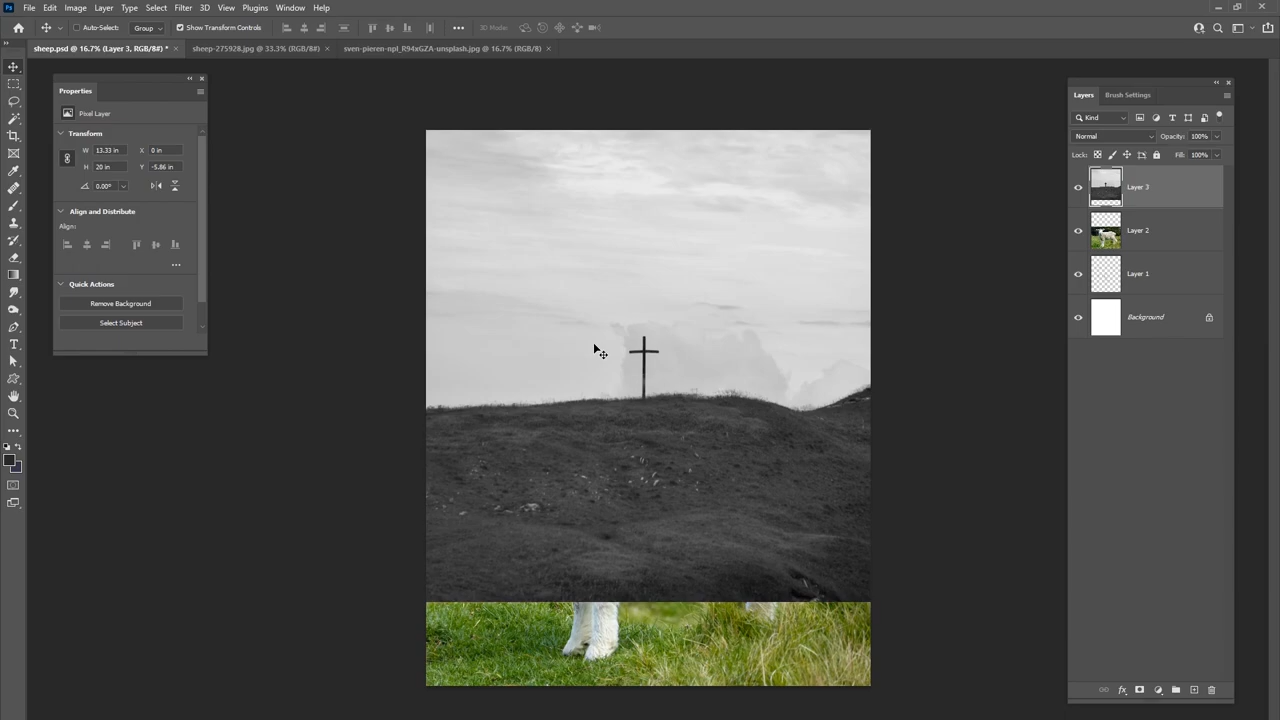 Ps File Edit Image Layer Type Select Filter 3D View Plugins Window Help
Auto-Select: Group Show Transform Controls 3D Mode:
sheep.psd @ 16.7% (Layer 3, RGB/8#) * × sheep-275928.jpg @ 33.3% (RGB/8#) × sven-pieren-npl_R94xGZA-unsplash.jpg @ 16.7% (RGB/8) ×
Properties
Pixel Layer
Transform
W 13.33 in X 0 in
H 20 in Y -5.86 in
0.00°
Align and Distribute
Align:
Quick Actions
Remove Background
Select Subject
Layers Brush Settings
Kind
Normal Opacity: 100%
Lock: Fill: 100%
Layer 3
Layer 2
Layer 1
Background